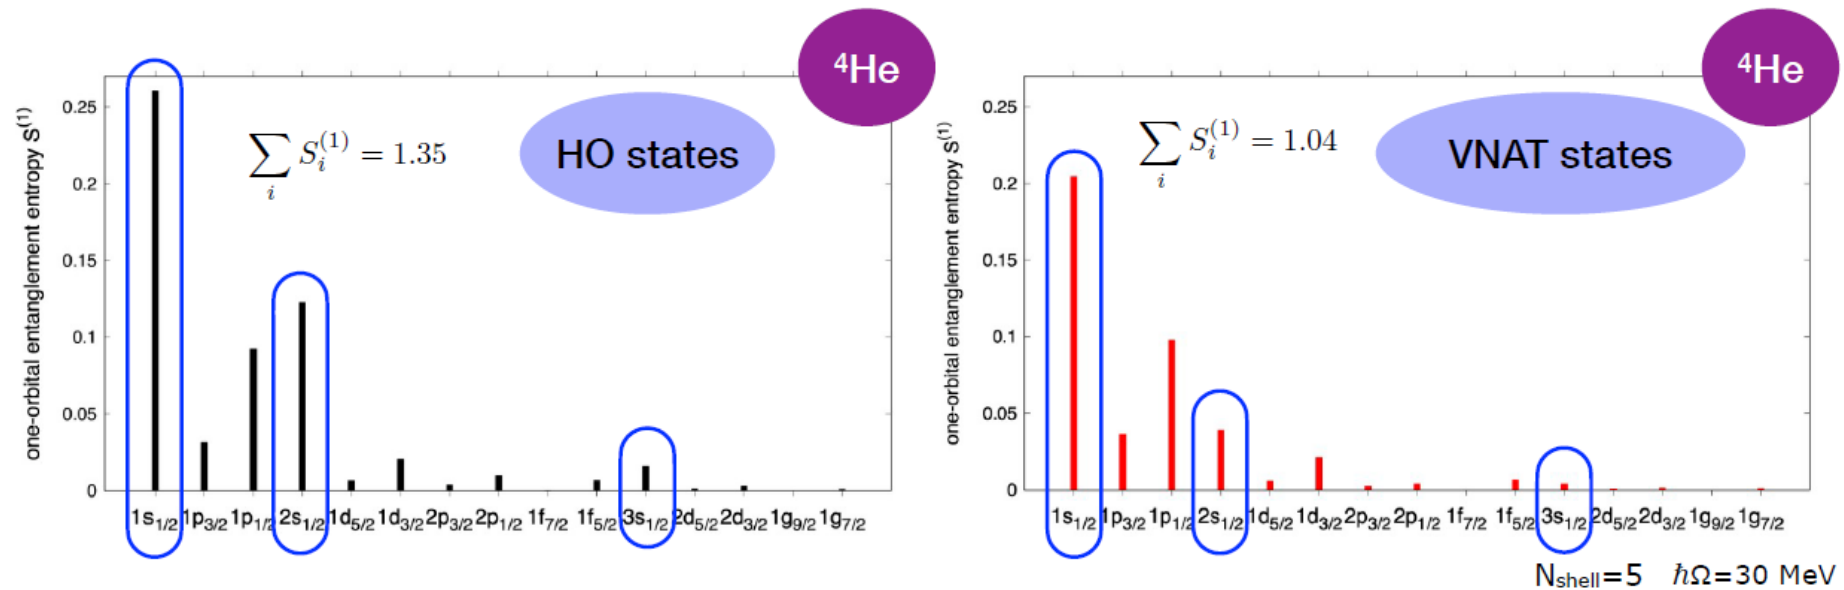 ⁴He
HO states
∑ᵢ Sᵢ⁽¹⁾ = 1.35
one-orbital entanglement entropy S⁽¹⁾
0.25
0.2
0.15
0.1
0.05
0
1s1/2 1p3/2 1p1/2 2s1/2 1d5/2 1d3/2 2p3/2 2p1/2 1f7/2 1f5/2 3s1/2 2d5/2 2d3/2 1g9/2 1g7/2
⁴He
VNAT states
∑ᵢ Sᵢ⁽¹⁾ = 1.04
one-orbital entanglement entropy S⁽¹⁾
0.25
0.2
0.15
0.1
0.05
0
1s1/2 1p3/2 1p1/2 2s1/2 1d5/2 1d3/2 2p3/2 2p1/2 1f7/2 1f5/2 3s1/2 2d5/2 2d3/2 1g9/2 1g7/2
Nshell=5 ℏΩ=30 MeV